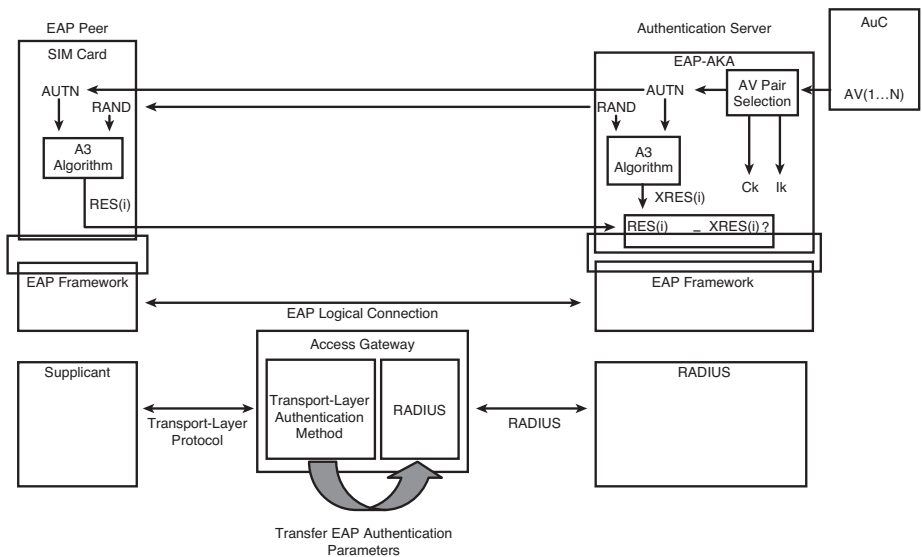 EAP Peer
Authentication Server
AuC
SIM Card
EAP-AKA
AUTN
RAND
RAND
AUTN
AV Pair
Selection
AV(1...N)
A3
Algorithm
A3
Algorithm
Ck
Ik
RES(i)
XRES(i)
RES(i) _ XRES(i) ?
EAP Framework
EAP Framework
EAP Logical Connection
Access Gateway
Supplicant
RADIUS
Transport-Layer
Authentication
Method
RADIUS
Transport-Layer
Protocol
RADIUS
Transfer EAP Authentication
Parameters